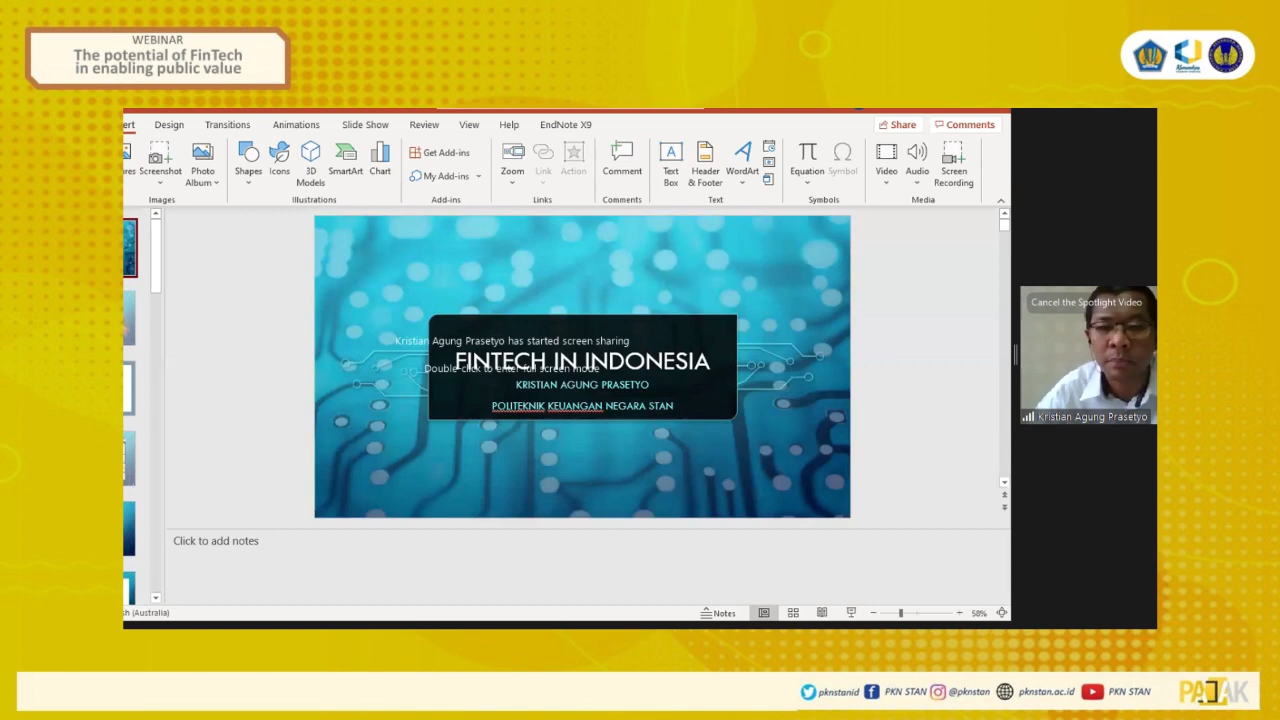 WEBINAR
The potential of FinTech
in enabling public value
ert Design Transitions Animations Slide Show Review View Help EndNote X9 Share Comments
Screenshot Photo Album Shapes Icons 3D Models SmartArt Chart
Get Add-ins
My Add-ins
Zoom Link Action Comment Text Box Header & Footer WordArt Equation Symbol Video Audio Screen Recording
Images Illustrations Add-ins Links Comments Text Symbols Media
Kristian Agung Prasetyo has started screen sharing
FINTECH IN INDONESIA
Double-click to enter full screen mode
KRISTIAN AGUNG PRASETYO
POLITEKNIK KEUANGAN NEGARA STAN
Cancel the Spotlight Video
Kristian Agung Prasetyo
Click to add notes
(Australia) Notes 58%
pknstanid PKN STAN @pknstan pknstan.ac.id PKN STAN